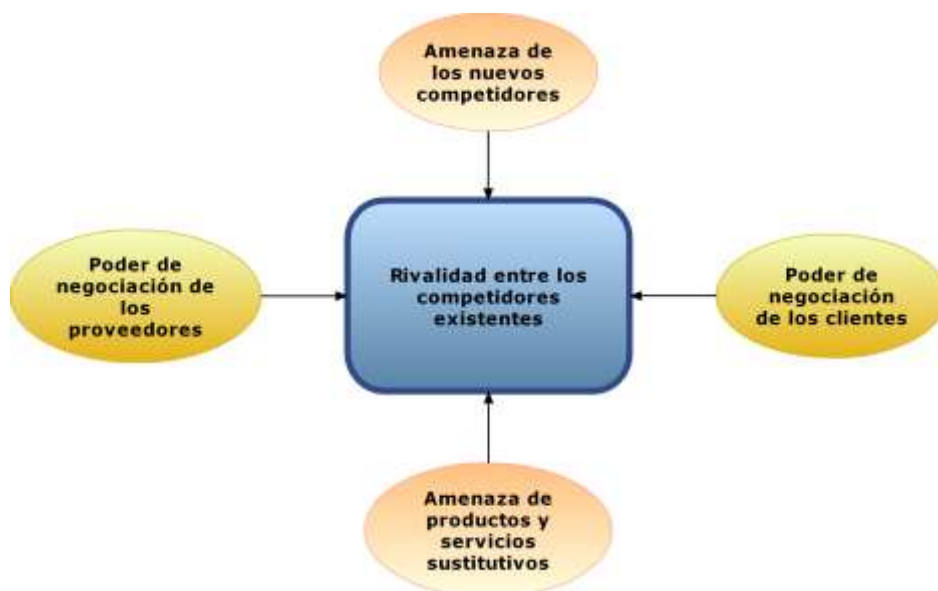 Amenaza de
los nuevos
competidores
Poder de
negociación de
los
proveedores
Rivalidad entre los
competidores
existentes
Poder de
negociación
de los clientes
Amenaza de
productos y
servicios
sustitutivos